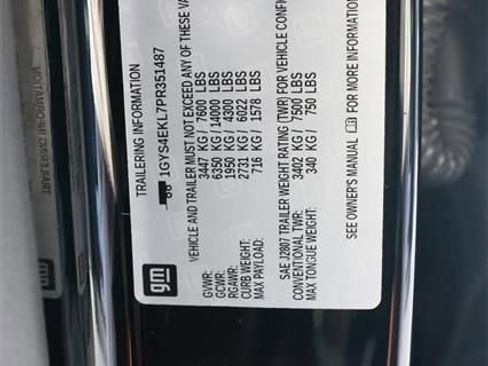 TRAILERING INFORMATION
1GYS4EKL7PR351487
VEHICLE AND TRAILER MUST NOT EXCEED ANY OF THESE VA
GVWR: 3447 KG / 7600 LBS
GCWR: 6350 KG / 14000 LBS
RGAWR: 1950 KG / 4300 LBS
CURB WEIGHT: 2731 KG / 6022 LBS
MAX PAYLOAD: 716 KG / 1578 LBS
SAE J2807 TRAILER WEIGHT RATING (TWR) FOR VEHICLE CONFI
CONVENTIONAL TWR: 3402 KG / 7500 LBS
MAX TONGUE WEIGHT: 340 KG / 750 LBS
SEE OWNER'S MANUAL FOR MORE INFORMATION
gm